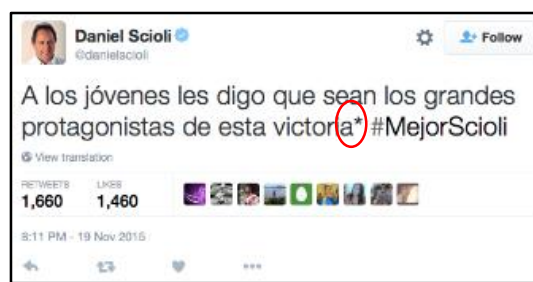 Daniel Scioli
@danielscioli
Follow
A los jóvenes les digo que sean los grandes
protagonistas de esta victoria* #MejorScioli
View translation
RETWEETS LIKES
1,660 1,460
8:11 PM - 19 Nov 2015